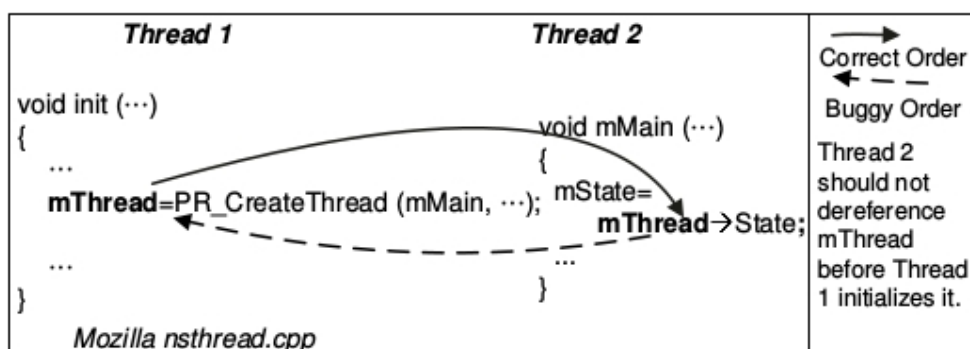 Thread 1
void init (⋯)
{
⋯
mThread=PR_CreateThread (mMain, ⋯);
⋯
}
Mozilla nsthread.cpp
Thread 2
void mMain (⋯)
{
mState=
mThread→State;
...
}
Correct Order
Buggy Order
Thread 2
should not
dereference
mThread
before Thread
1 initializes it.